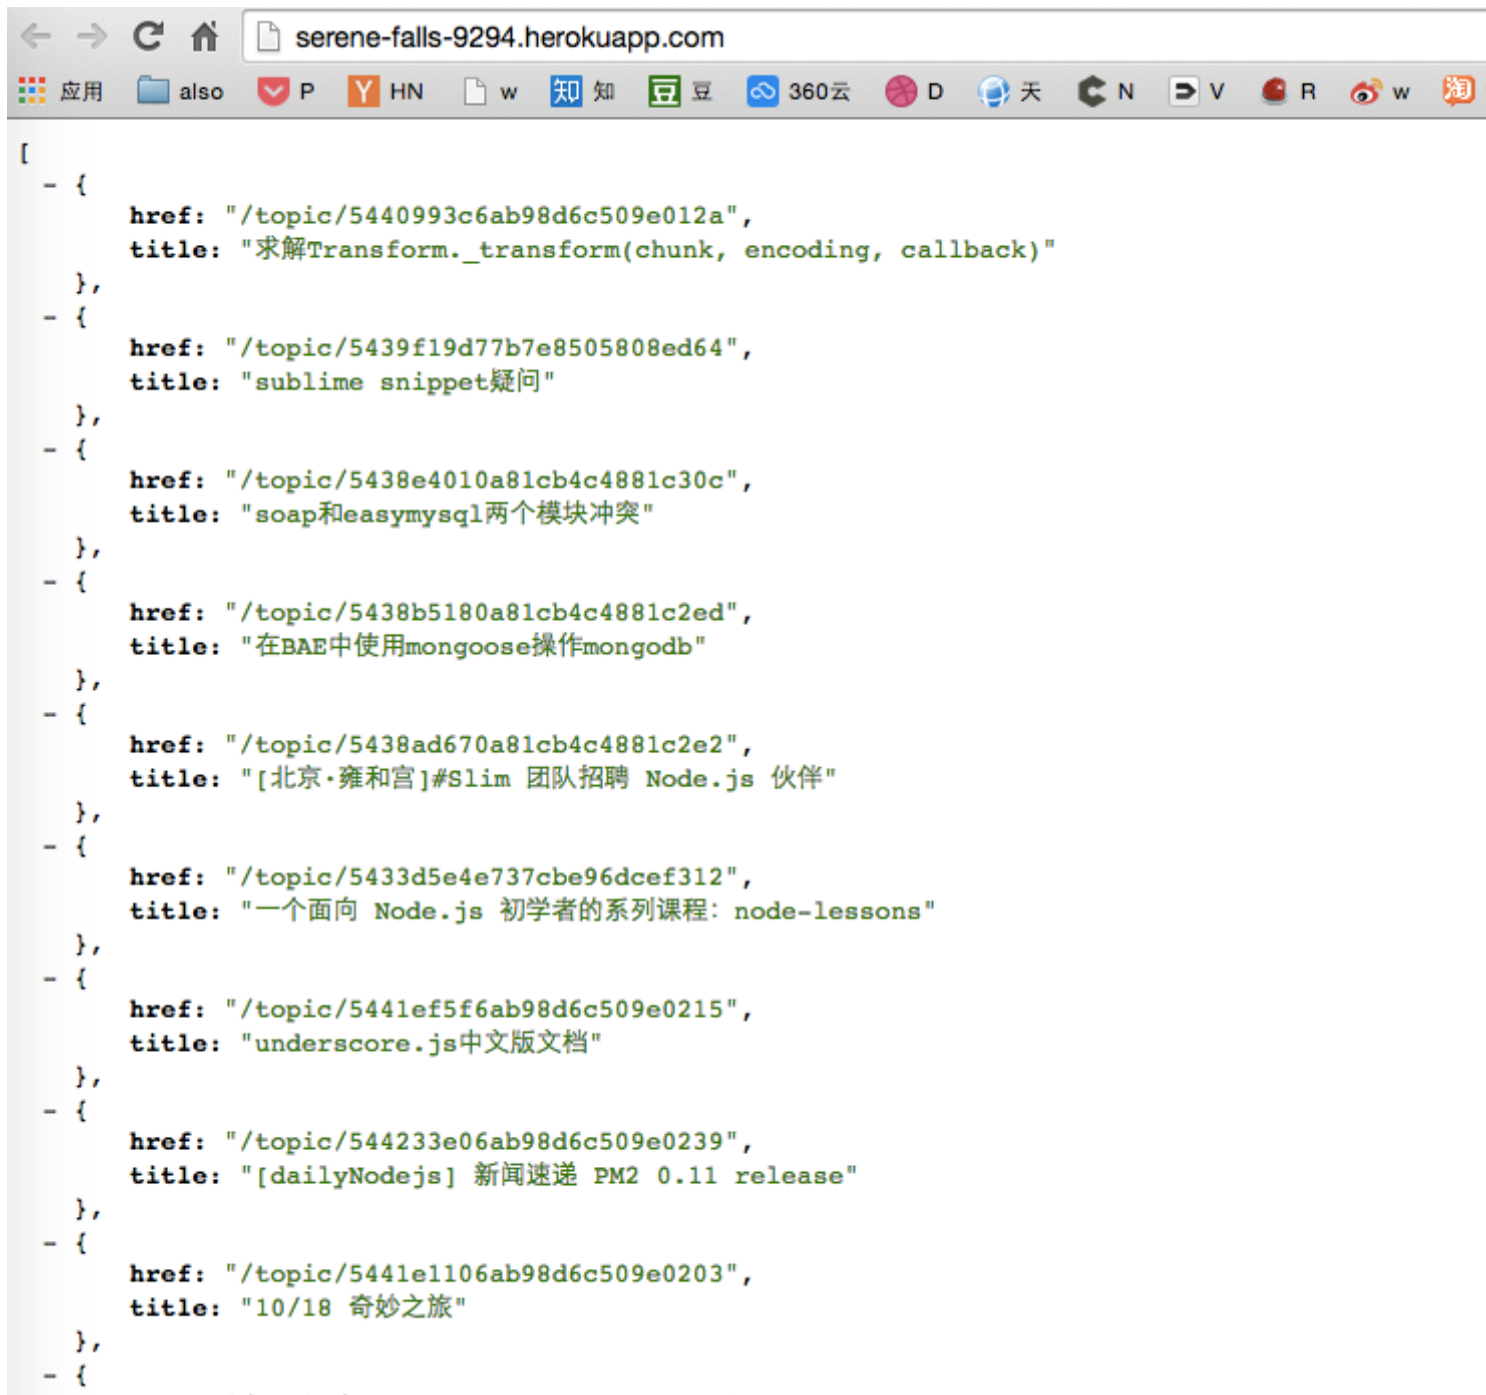 serene-falls-9294.herokuapp.com
应用 also P Y HN w 知 知 豆 豆 360云 D 天 N V R w 淘
[
- {
href: "/topic/5440993c6ab98d6c509e012a",
title: "求解Transform._transform(chunk, encoding, callback)"
},
- {
href: "/topic/5439f19d77b7e8505808ed64",
title: "sublime snippet疑问"
},
- {
href: "/topic/5438e4010a81cb4c4881c30c",
title: "soap和easymysql两个模块冲突"
},
- {
href: "/topic/5438b5180a81cb4c4881c2ed",
title: "在BAE中使用mongoose操作mongodb"
},
- {
href: "/topic/5438ad670a81cb4c4881c2e2",
title: "[北京·雍和宫]#Slim 团队招聘 Node.js 伙伴"
},
- {
href: "/topic/5433d5e4e737cbe96dcef312",
title: "一个面向 Node.js 初学者的系列课程：node-lessons"
},
- {
href: "/topic/5441ef5f6ab98d6c509e0215",
title: "underscore.js中文版文档"
},
- {
href: "/topic/544233e06ab98d6c509e0239",
title: "[dailyNodejs] 新闻速递 PM2 0.11 release"
},
- {
href: "/topic/5441e1106ab98d6c509e0203",
title: "10/18 奇妙之旅"
},
- {